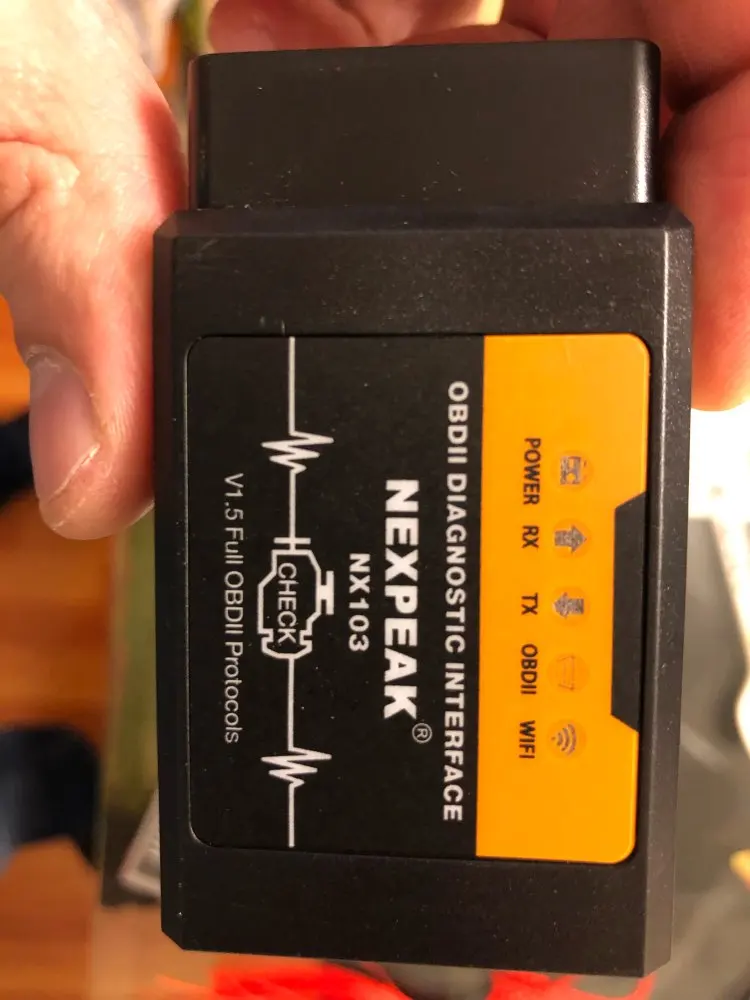 POWER RX TX OBDII WIFI
OBDII DIAGNOSTIC INTERFACE
NEXPEAK®
NX103
CHECK
V1.5 Full OBDII Protocols